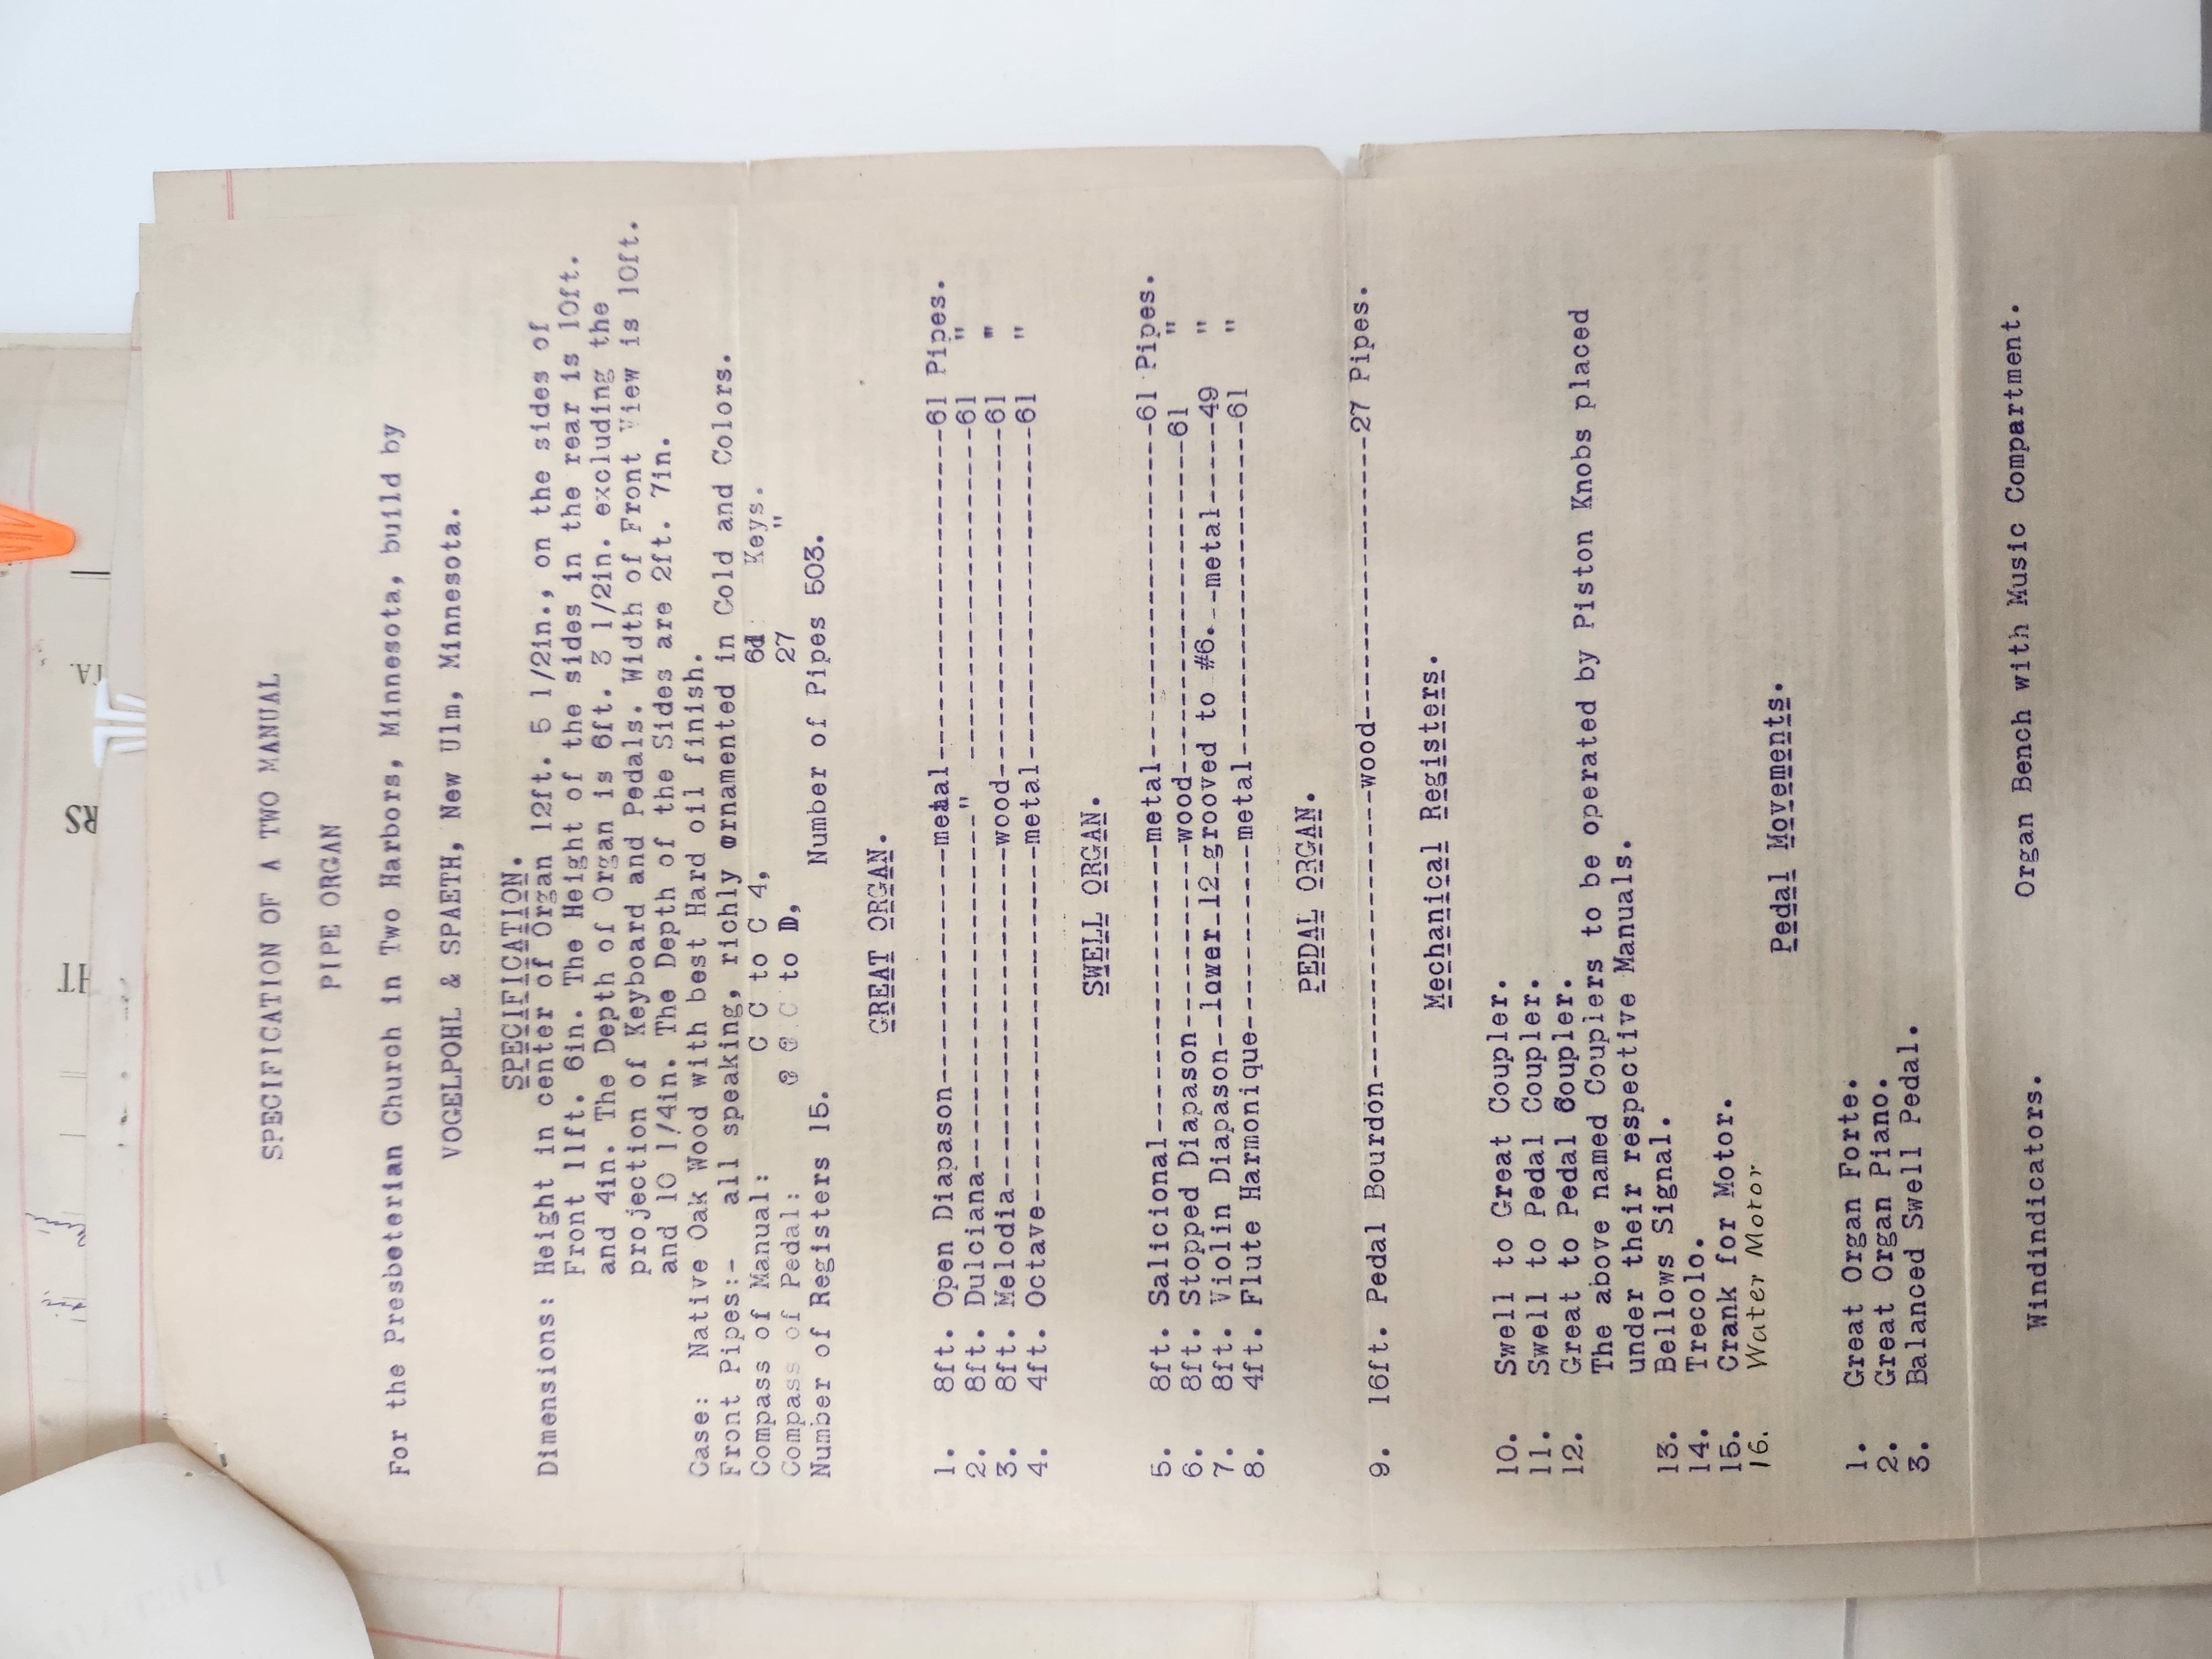 SPECIFICATION OF A TWO MANUAL
PIPE ORGAN
For the Presbeterian Church in Two Harbors, Minnesota, build by
VOGELPOHL & SPAETH, New Ulm, Minnesota.
SPECIFICATION.
Dimensions: Height in center of Organ 12ft. 5 1/2in., on the sides of
Front 11ft. 6in. The Height of the sides in the rear is 10ft.
and 4in. The Depth of Organ is 6ft. 3 1/2in. excluding the
projection of Keyboard and Pedals. Width of Front View is 10ft.
and 10 1/4in. The Depth of the Sides are 2ft. 7in.
Case: Native Oak Wood with best Hard oil finish.
Front Pipes:- all speaking, richly ornamented in Cold and Colors.
Compass of Manual: C C to C 4, 61 Keys.
Compass of Pedal: C C C to D, 27 "
Number of Registers 15. Number of Pipes 503.
GREAT ORGAN.
1. 8ft. Open Diapason----------------metal---------------------61 Pipes.
2. 8ft. Dulciana---------------------- " ---------------------61 "
3. 8ft. Melodia---------------------wood----------------------61 "
4. 4ft. Octave----------------------metal---------------------61 "
SWELL ORGAN.
5. 8ft. Salicional------------------metal---------------------61 Pipes.
6. 8ft. Stopped Diapason------------wood----------------------61 "
7. 8ft. Violin Diapason--lower 12 grooved to #6.--metal-----49 "
8. 4ft. Flute Harmonique------------metal---------------------61 "
PEDAL ORGAN.
9. 16ft. Pedal Bourdon-----------------wood-------------------27 Pipes.
Mechanical Registers.
10. Swell to Great Coupler.
11. Swell to Pedal Coupler.
12. Great to Pedal Coupler.
The above named Couplers to be operated by Piston Knobs placed
under their respective Manuals.
13. Bellows Signal.
14. Trecolo.
15. Crank for Motor.
16. Water Motor
Pedal Movements.
1. Great Organ Forte.
2. Great Organ Piano.
3. Balanced Swell Pedal.
Windindicators. Organ Bench with Music Compartment.
HT
RS
TA.